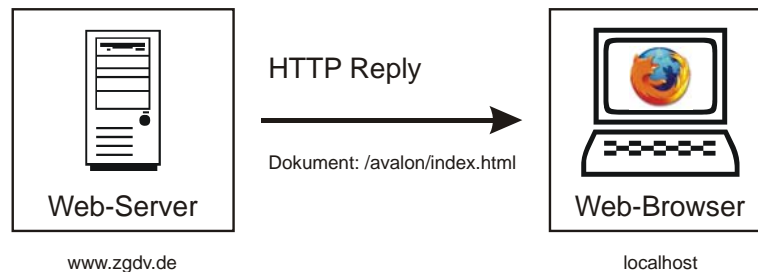 HTTP Reply
Dokument: /avalon/index.html
Web-Server
Web-Browser
www.zgdv.de
localhost